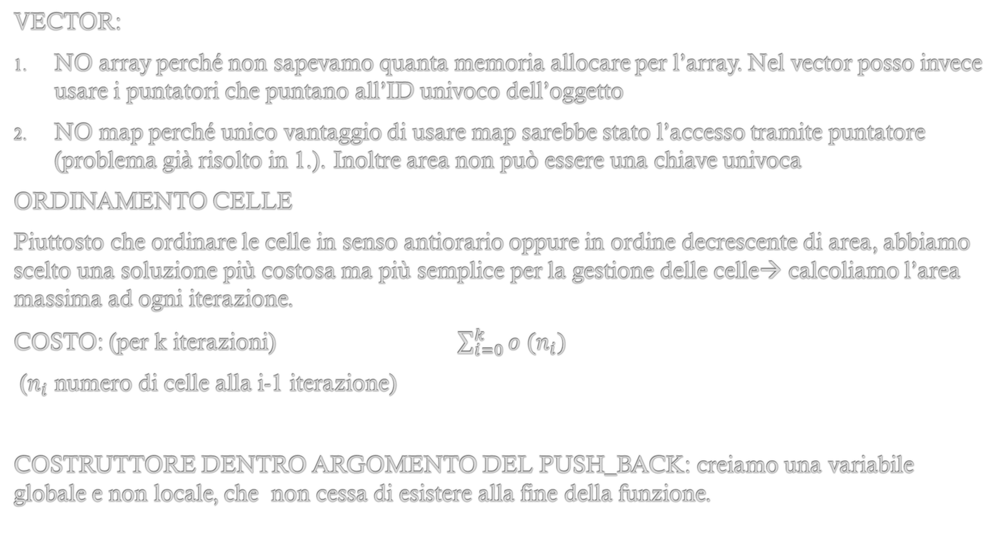 VECTOR:
1. NO array perché non sapevamo quanta memoria allocare per l’array. Nel vector posso invece
usare i puntatori che puntano all’ID univoco dell’oggetto
2. NO map perché unico vantaggio di usare map sarebbe stato l’accesso tramite puntatore
(problema già risolto in 1.). Inoltre area non può essere una chiave univoca
ORDINAMENTO CELLE
Piuttosto che ordinare le celle in senso antiorario oppure in ordine decrescente di area, abbiamo
scelto una soluzione più costosa ma più semplice per la gestione delle celle→ calcoliamo l’area
massima ad ogni iterazione.
COSTO: (per k iterazioni) $\sum_{i=0}^{k} o\ (n_i)$
($n_i$ numero di celle alla i-1 iterazione)
COSTRUTTORE DENTRO ARGOMENTO DEL PUSH_BACK: creiamo una variabile
globale e non locale, che non cessa di esistere alla fine della funzione.